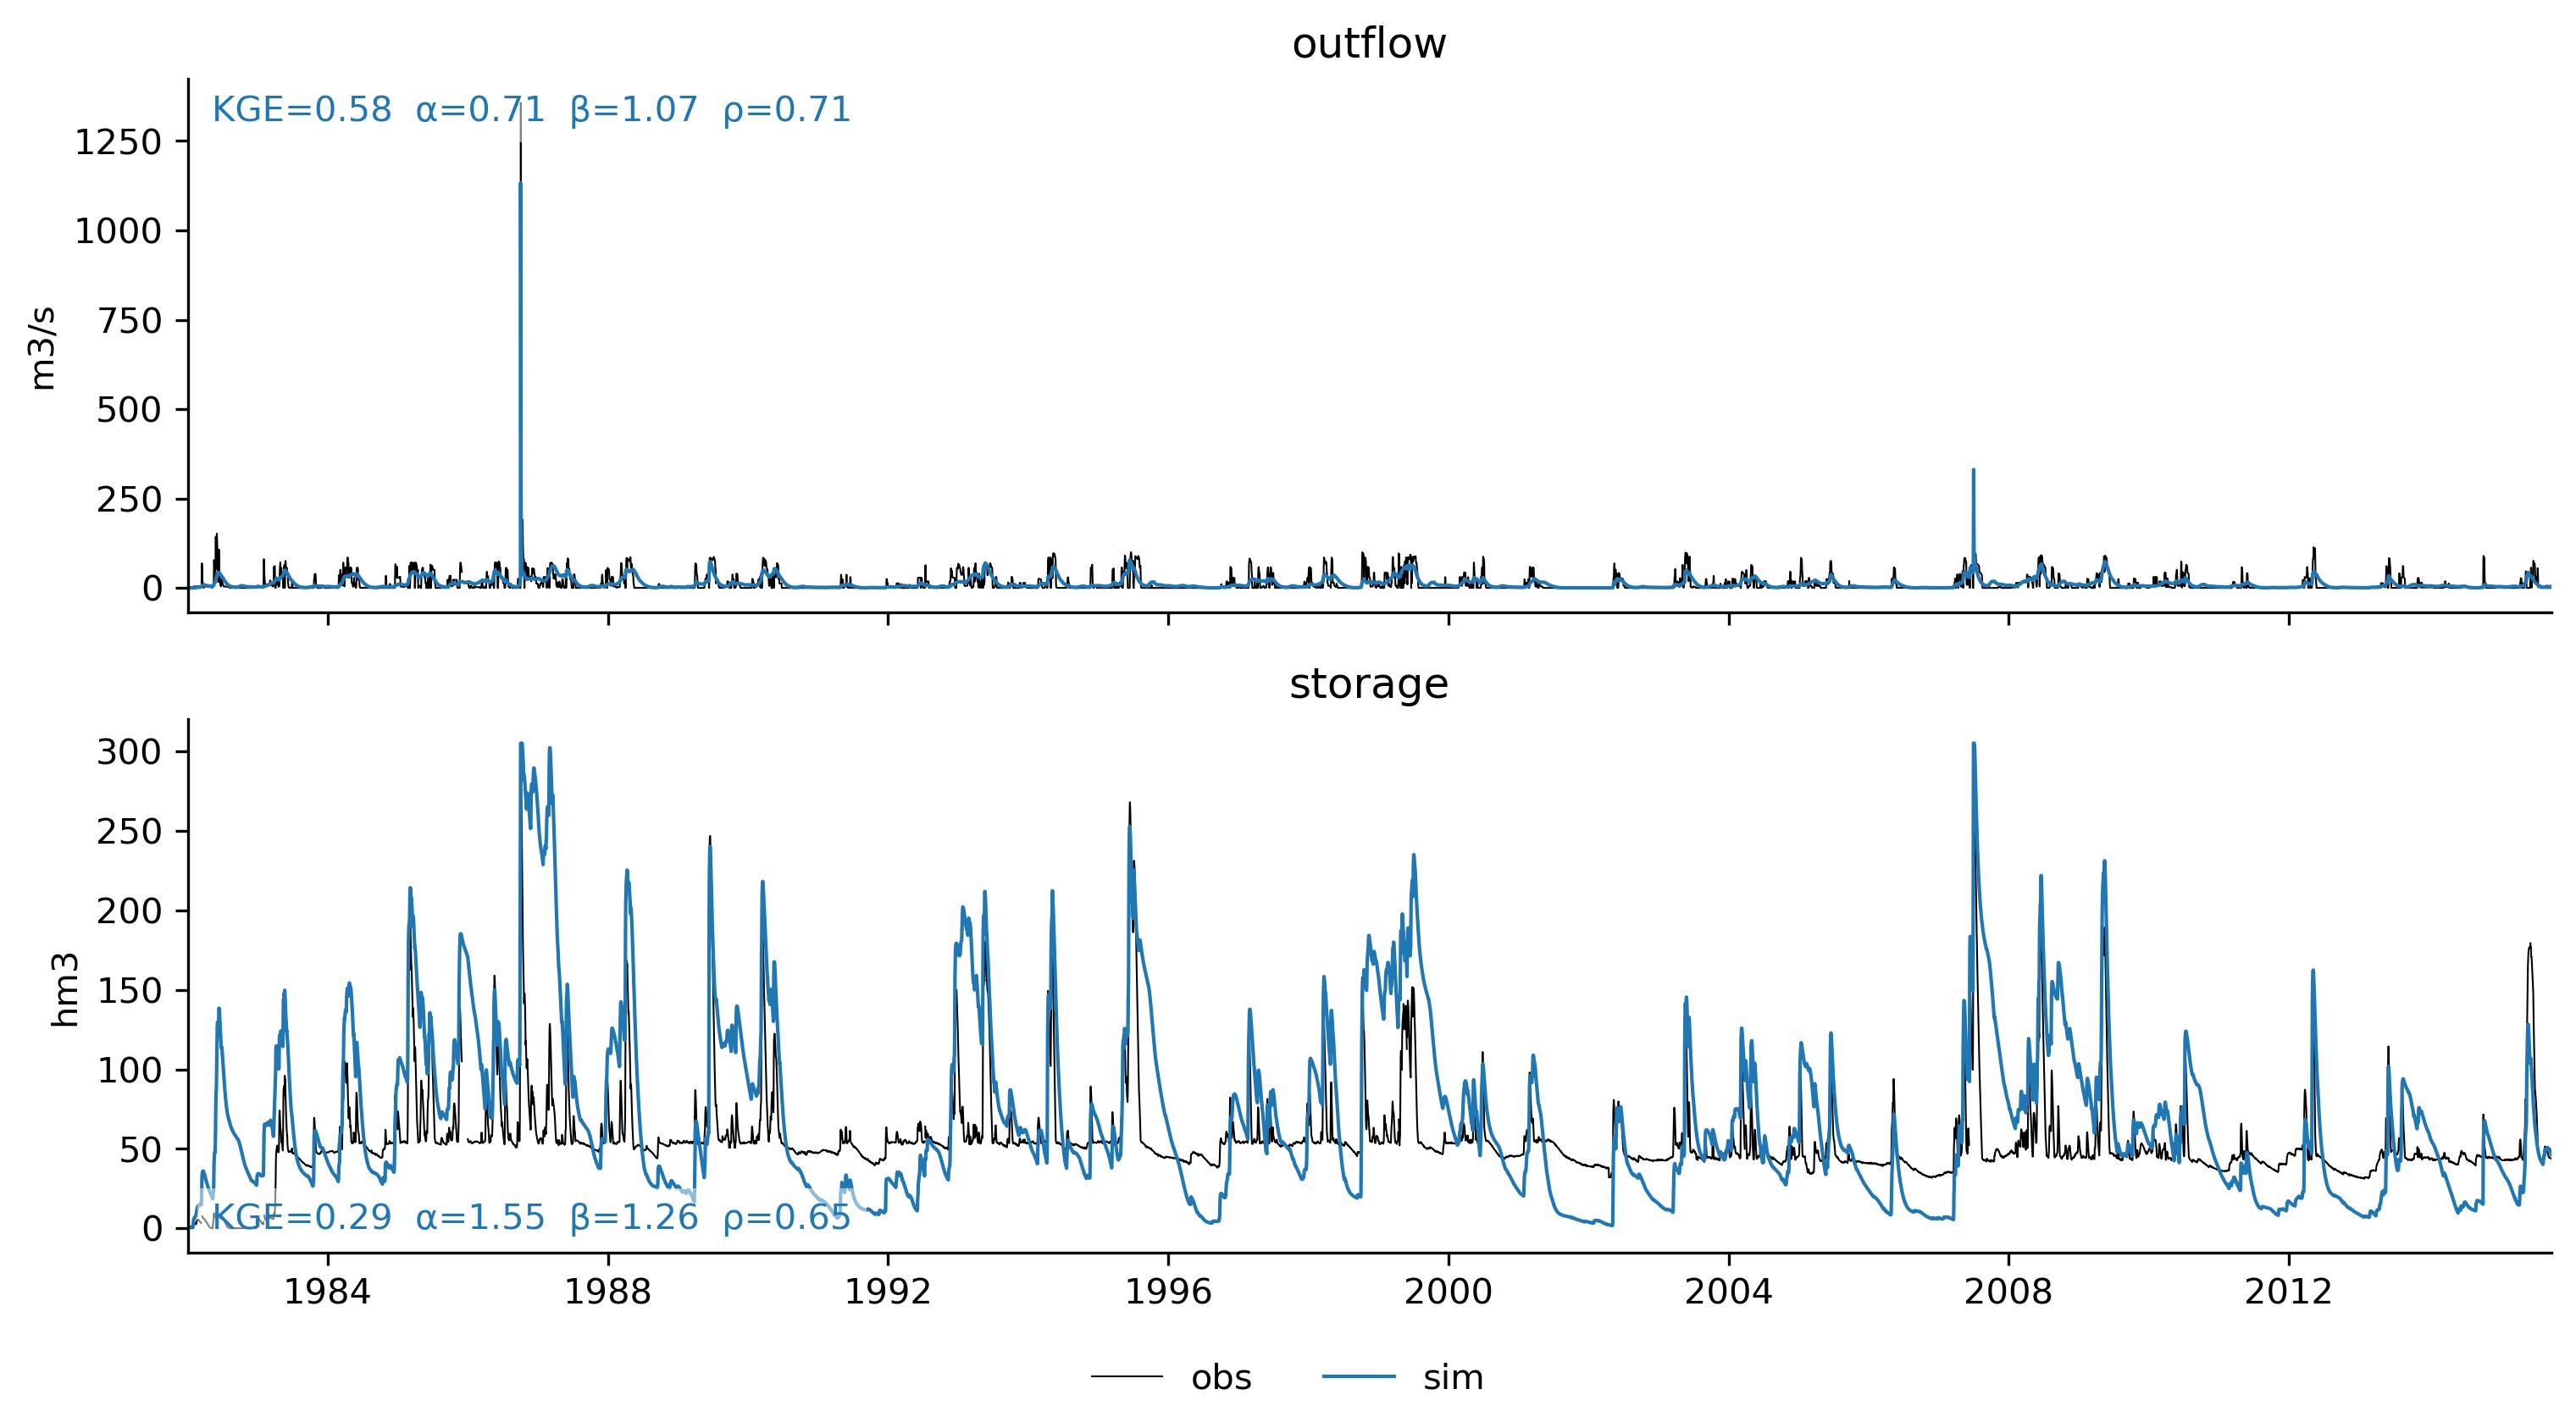 outflow
KGE=0.58 α=0.71 β=1.07 ρ=0.71
1250
1000
750
500
250
0
m3/s
storage
300
250
200
150
100
50
0
hm3
KGE=0.29 α=1.55 β=1.26 ρ=0.65
1984 1988 1992 1996 2000 2004 2008 2012
obs sim